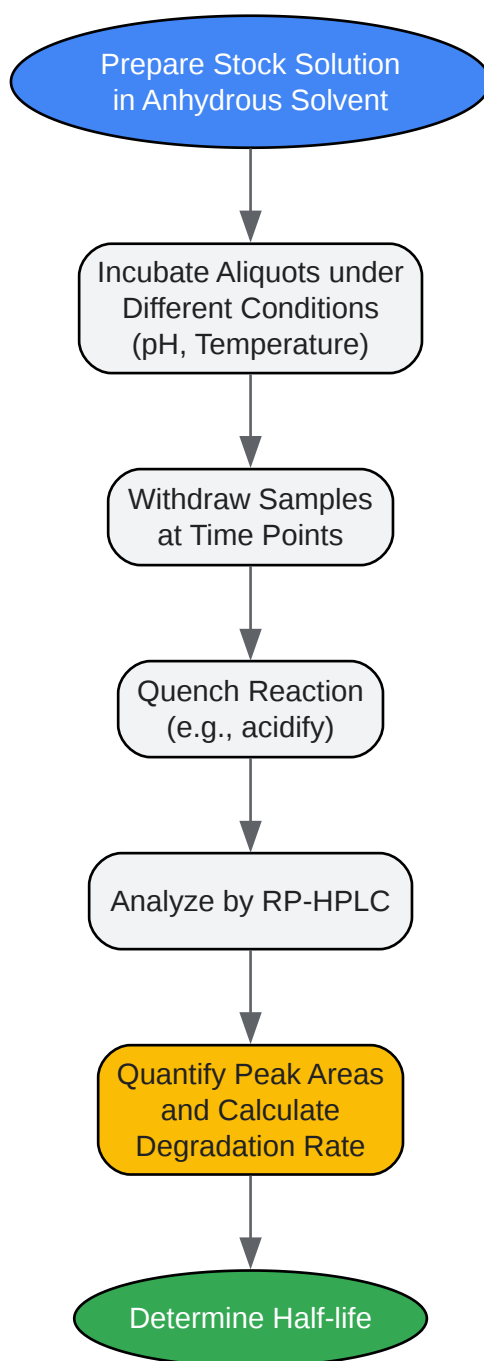 Prepare Stock Solution
in Anhydrous Solvent
Incubate Aliquots under
Different Conditions
(pH, Temperature)
Withdraw Samples
at Time Points
Quench Reaction
(e.g., acidify)
Analyze by RP-HPLC
Quantify Peak Areas
and Calculate
Degradation Rate
Determine Half-life